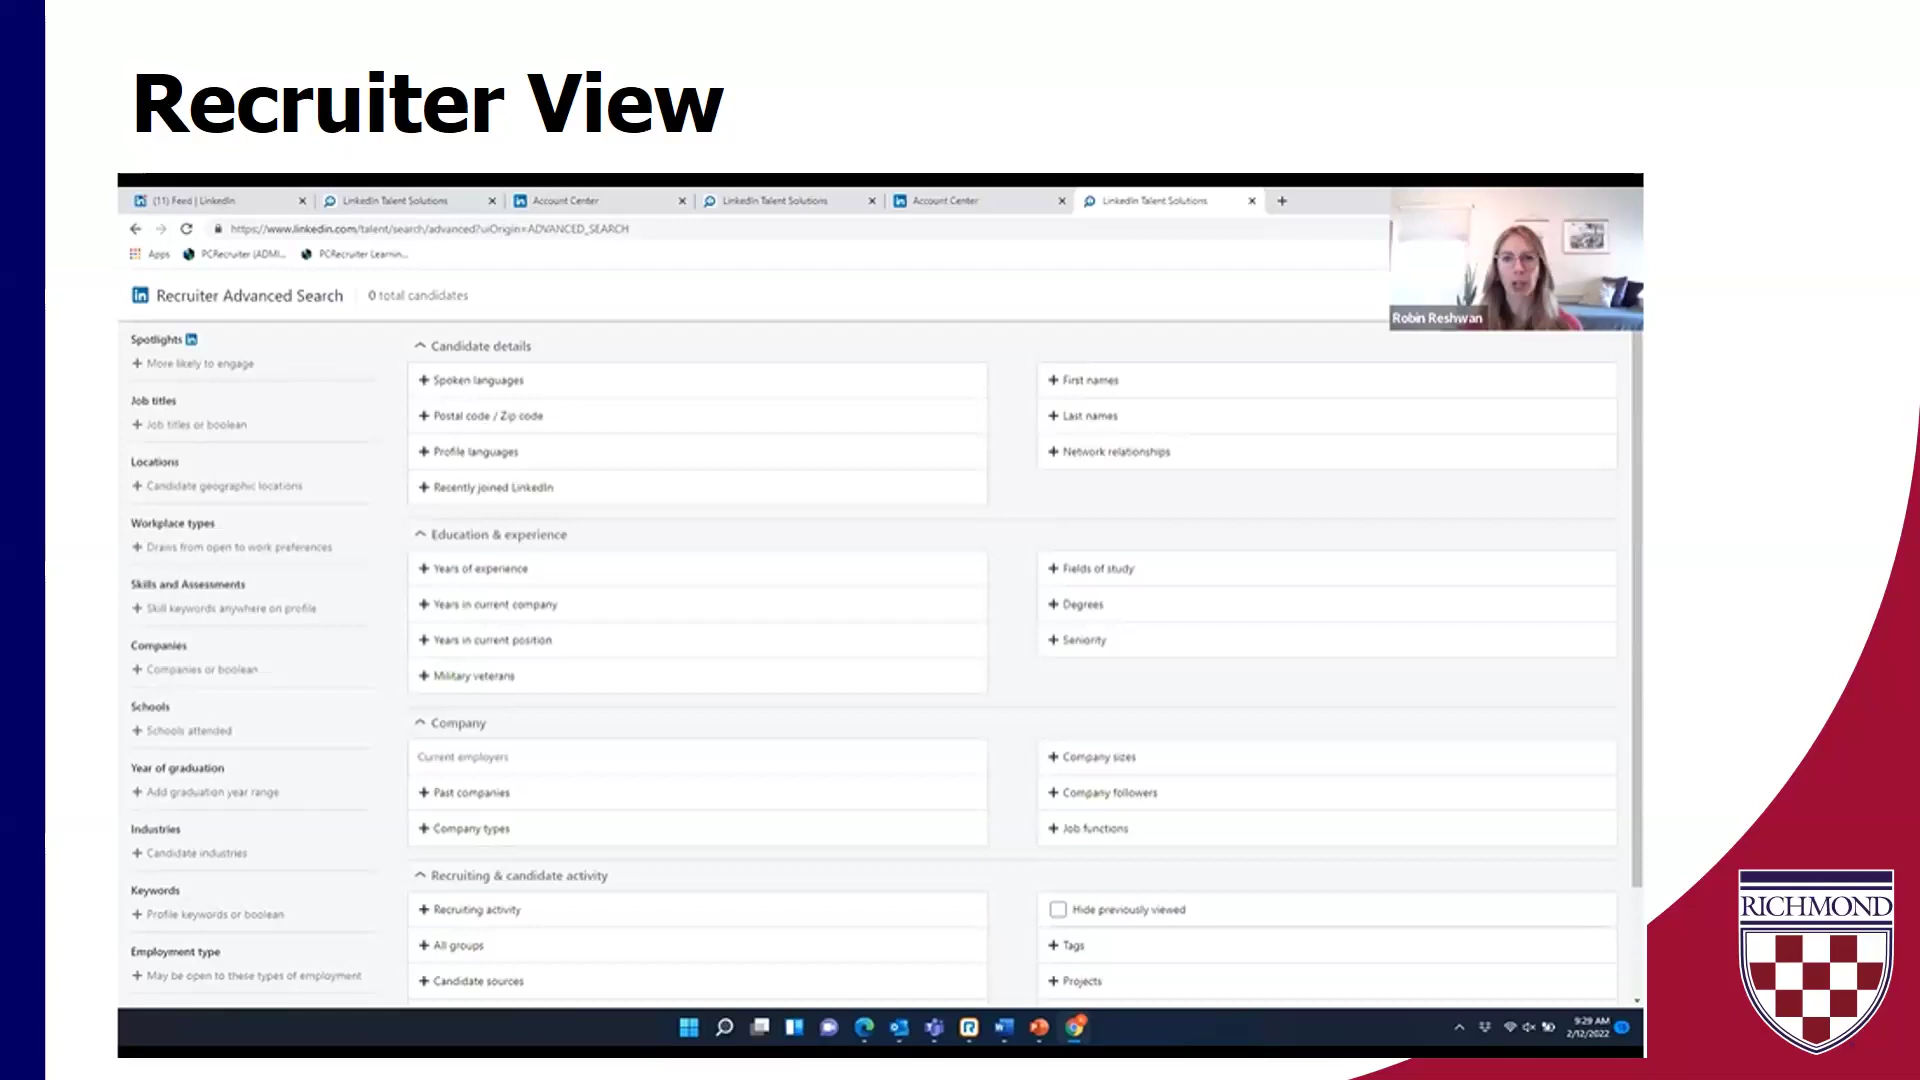 Recruiter View
(11) Feed | LinkedIn
LinkedIn Talent Solutions
Account Center
LinkedIn Talent Solutions
Account Center
LinkedIn Talent Solutions
https://www.linkedin.com/talent/search/advanced?uiOrigin=ADVANCED_SEARCH
Apps
PCRecruiter (ADMI...
PCRecruiter Learnin...
Recruiter Advanced Search
0 total candidates
Robin Reshwan
Spotlights
+ More likely to engage
Job titles
+ Job titles or boolean
Locations
+ Candidate geographic locations
Workplace types
+ Draws from open to work preferences
Skills and Assessments
+ Skill keywords anywhere on profile
Companies
+ Companies or boolean
Schools
+ Schools attended
Year of graduation
+ Add graduation year range
Industries
+ Candidate industries
Keywords
+ Profile keywords or boolean
Employment type
+ May be open to these types of employment
Candidate details
+ Spoken languages
+ Postal code / Zip code
+ Profile languages
+ Recently joined LinkedIn
+ First names
+ Last names
+ Network relationships
Education & experience
+ Years of experience
+ Years in current company
+ Years in current position
+ Military veterans
+ Fields of study
+ Degrees
+ Seniority
Company
Current employers
+ Past companies
+ Company types
+ Company sizes
+ Company followers
+ Job functions
Recruiting & candidate activity
+ Recruiting activity
+ All groups
+ Candidate sources
Hide previously viewed
+ Tags
+ Projects
9:29 AM
2/12/2022
RICHMOND